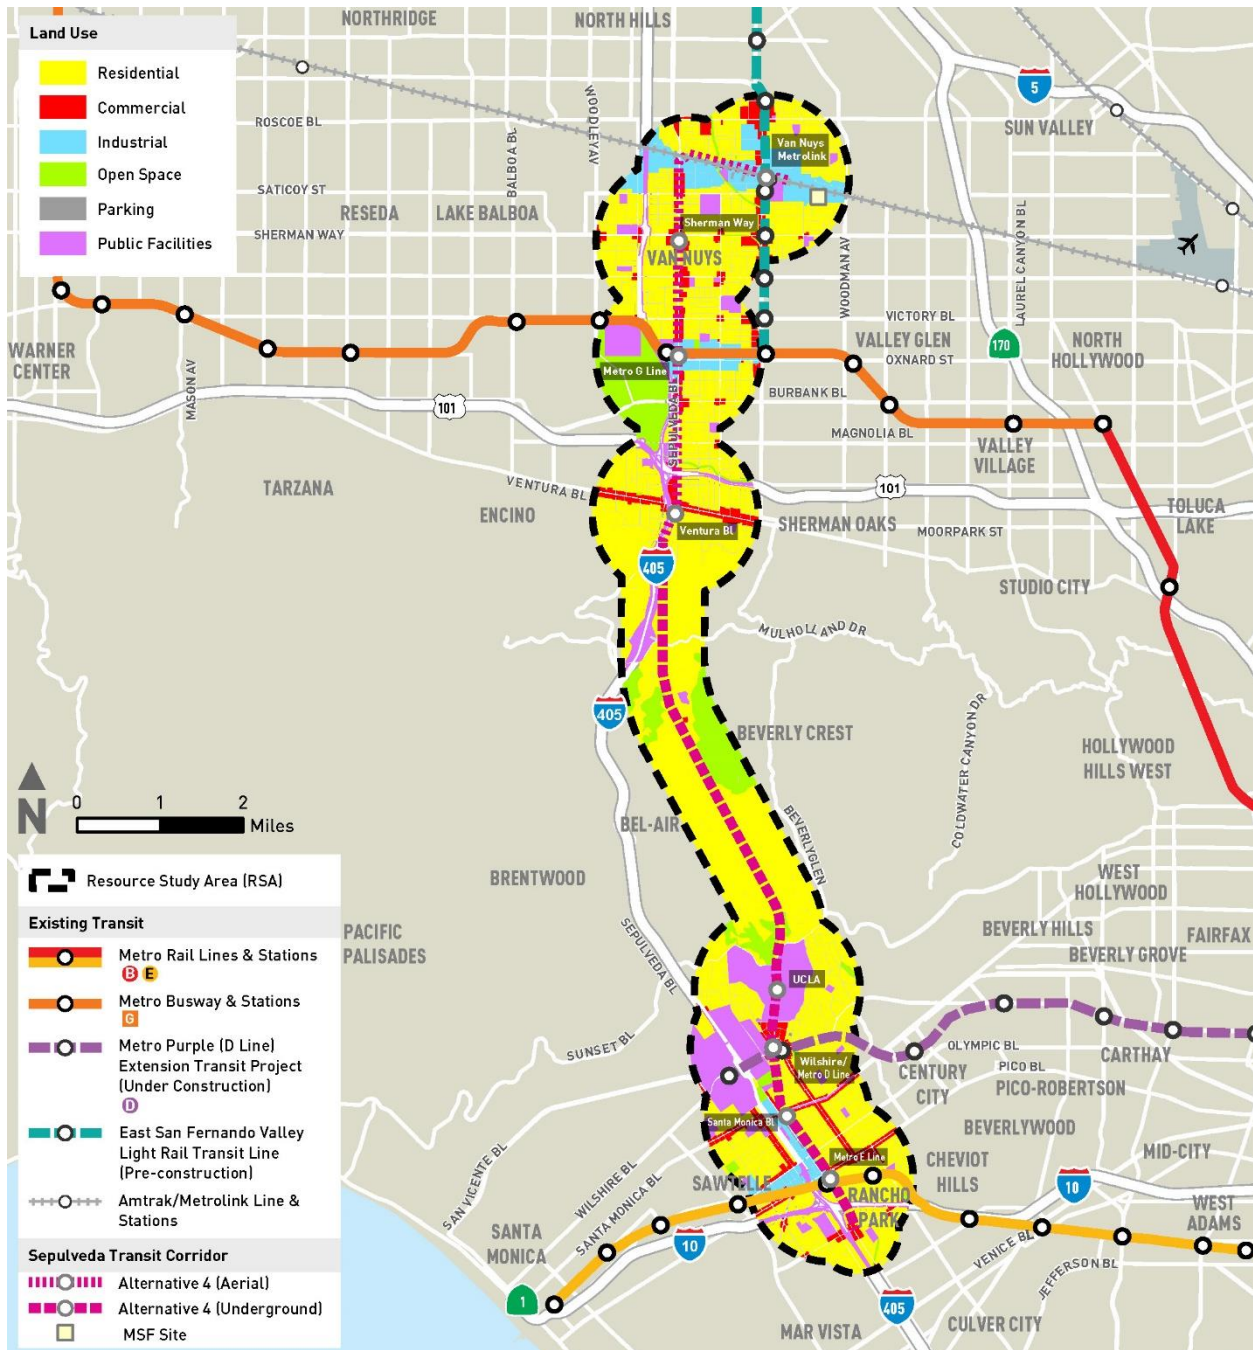 Land Use
Residential
Commercial
Industrial
Open Space
Parking
Public Facilities
NORTHRIDGE
NORTH HILLS
5
SUN VALLEY
ROSCOE BL
WOODLEY AV
BALBOA BL
Van Nuys
Metrolink
SATICOY ST
RESEDA
LAKE BALBOA
SHERMAN WAY
Sherman Way
VAN NUYS
WOODMAN AV
LAUREL CANYON BL
VICTORY BL
VALLEY GLEN
OXNARD ST
170
NORTH
HOLLYWOOD
WARNER
CENTER
MASON AV
101
Metro G Line
SEPULVEDA BL
BURBANK BL
MAGNOLIA BL
VALLEY
VILLAGE
TARZANA
VENTURA BL
ENCINO
101
SHERMAN OAKS
MOORPARK ST
TOLUCA
LAKE
Ventura Bl
405
STUDIO CITY
MULHOLLAND DR
405
BEVERLY CREST
COLDWATER CANYON DR
HOLLYWOOD
HILLS WEST
N
0 1 2
Miles
BEL-AIR
BEVERLY GLEN
BRENTWOOD
WEST
HOLLYWOOD
PACIFIC
PALISADES
SEPULVEDA BL
BEVERLY HILLS
FAIRFAX
BEVERLY GROVE
UCLA
SUNSET BL
Wilshire/
Metro D Line
OLYMPIC BL
CENTURY
CITY
PICO BL
CARTHAY
PICO-ROBERTSON
Santa Monica Bl
BEVERLYWOOD
MID-CITY
Metro E Line
CHEVIOT
HILLS
SAWTELLE
RANCHO
PARK
10
WEST
ADAMS
SAN VICENTE BL
WILSHIRE BL
SANTA MONICA BL
SANTA
MONICA
10
VENICE BL
JEFFERSON BL
1
405
MAR VISTA
CULVER CITY
Resource Study Area (RSA)
Existing Transit
Metro Rail Lines & Stations
B E
Metro Busway & Stations
G
Metro Purple (D Line)
Extension Transit Project
(Under Construction)
D
East San Fernando Valley
Light Rail Transit Line
(Pre-construction)
Amtrak/Metrolink Line &
Stations
Sepulveda Transit Corridor
Alternative 4 (Aerial)
Alternative 4 (Underground)
MSF Site